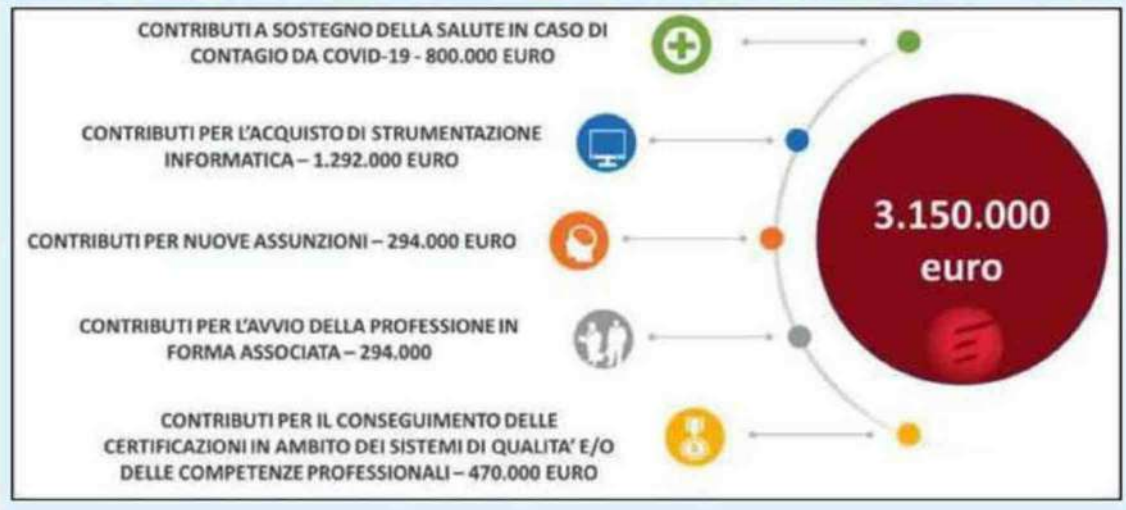 CONTRIBUTI A SOSTEGNO DELLA SALUTE IN CASO DI
CONTAGIO DA COVID-19 - 800.000 EURO
CONTRIBUTI PER L'ACQUISTO DI STRUMENTAZIONE
INFORMATICA – 1.292.000 EURO
CONTRIBUTI PER NUOVE ASSUNZIONI – 294.000 EURO
CONTRIBUTI PER L'AVVIO DELLA PROFESSIONE IN
FORMA ASSOCIATA – 294.000
CONTRIBUTI PER IL CONSEGUIMENTO DELLE
CERTIFICAZIONI IN AMBITO DEI SISTEMI DI QUALITA' E/O
DELLE COMPETENZE PROFESSIONALI – 470.000 EURO
3.150.000
euro